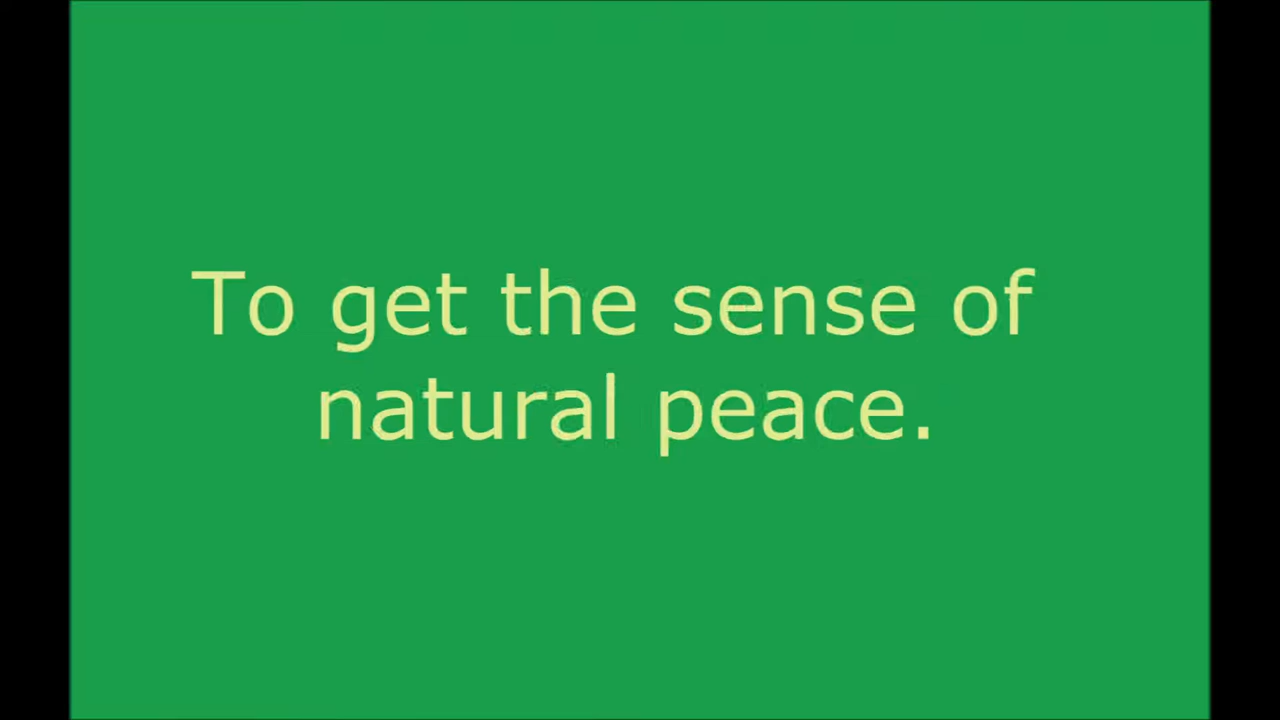 To get the sense of
natural peace.